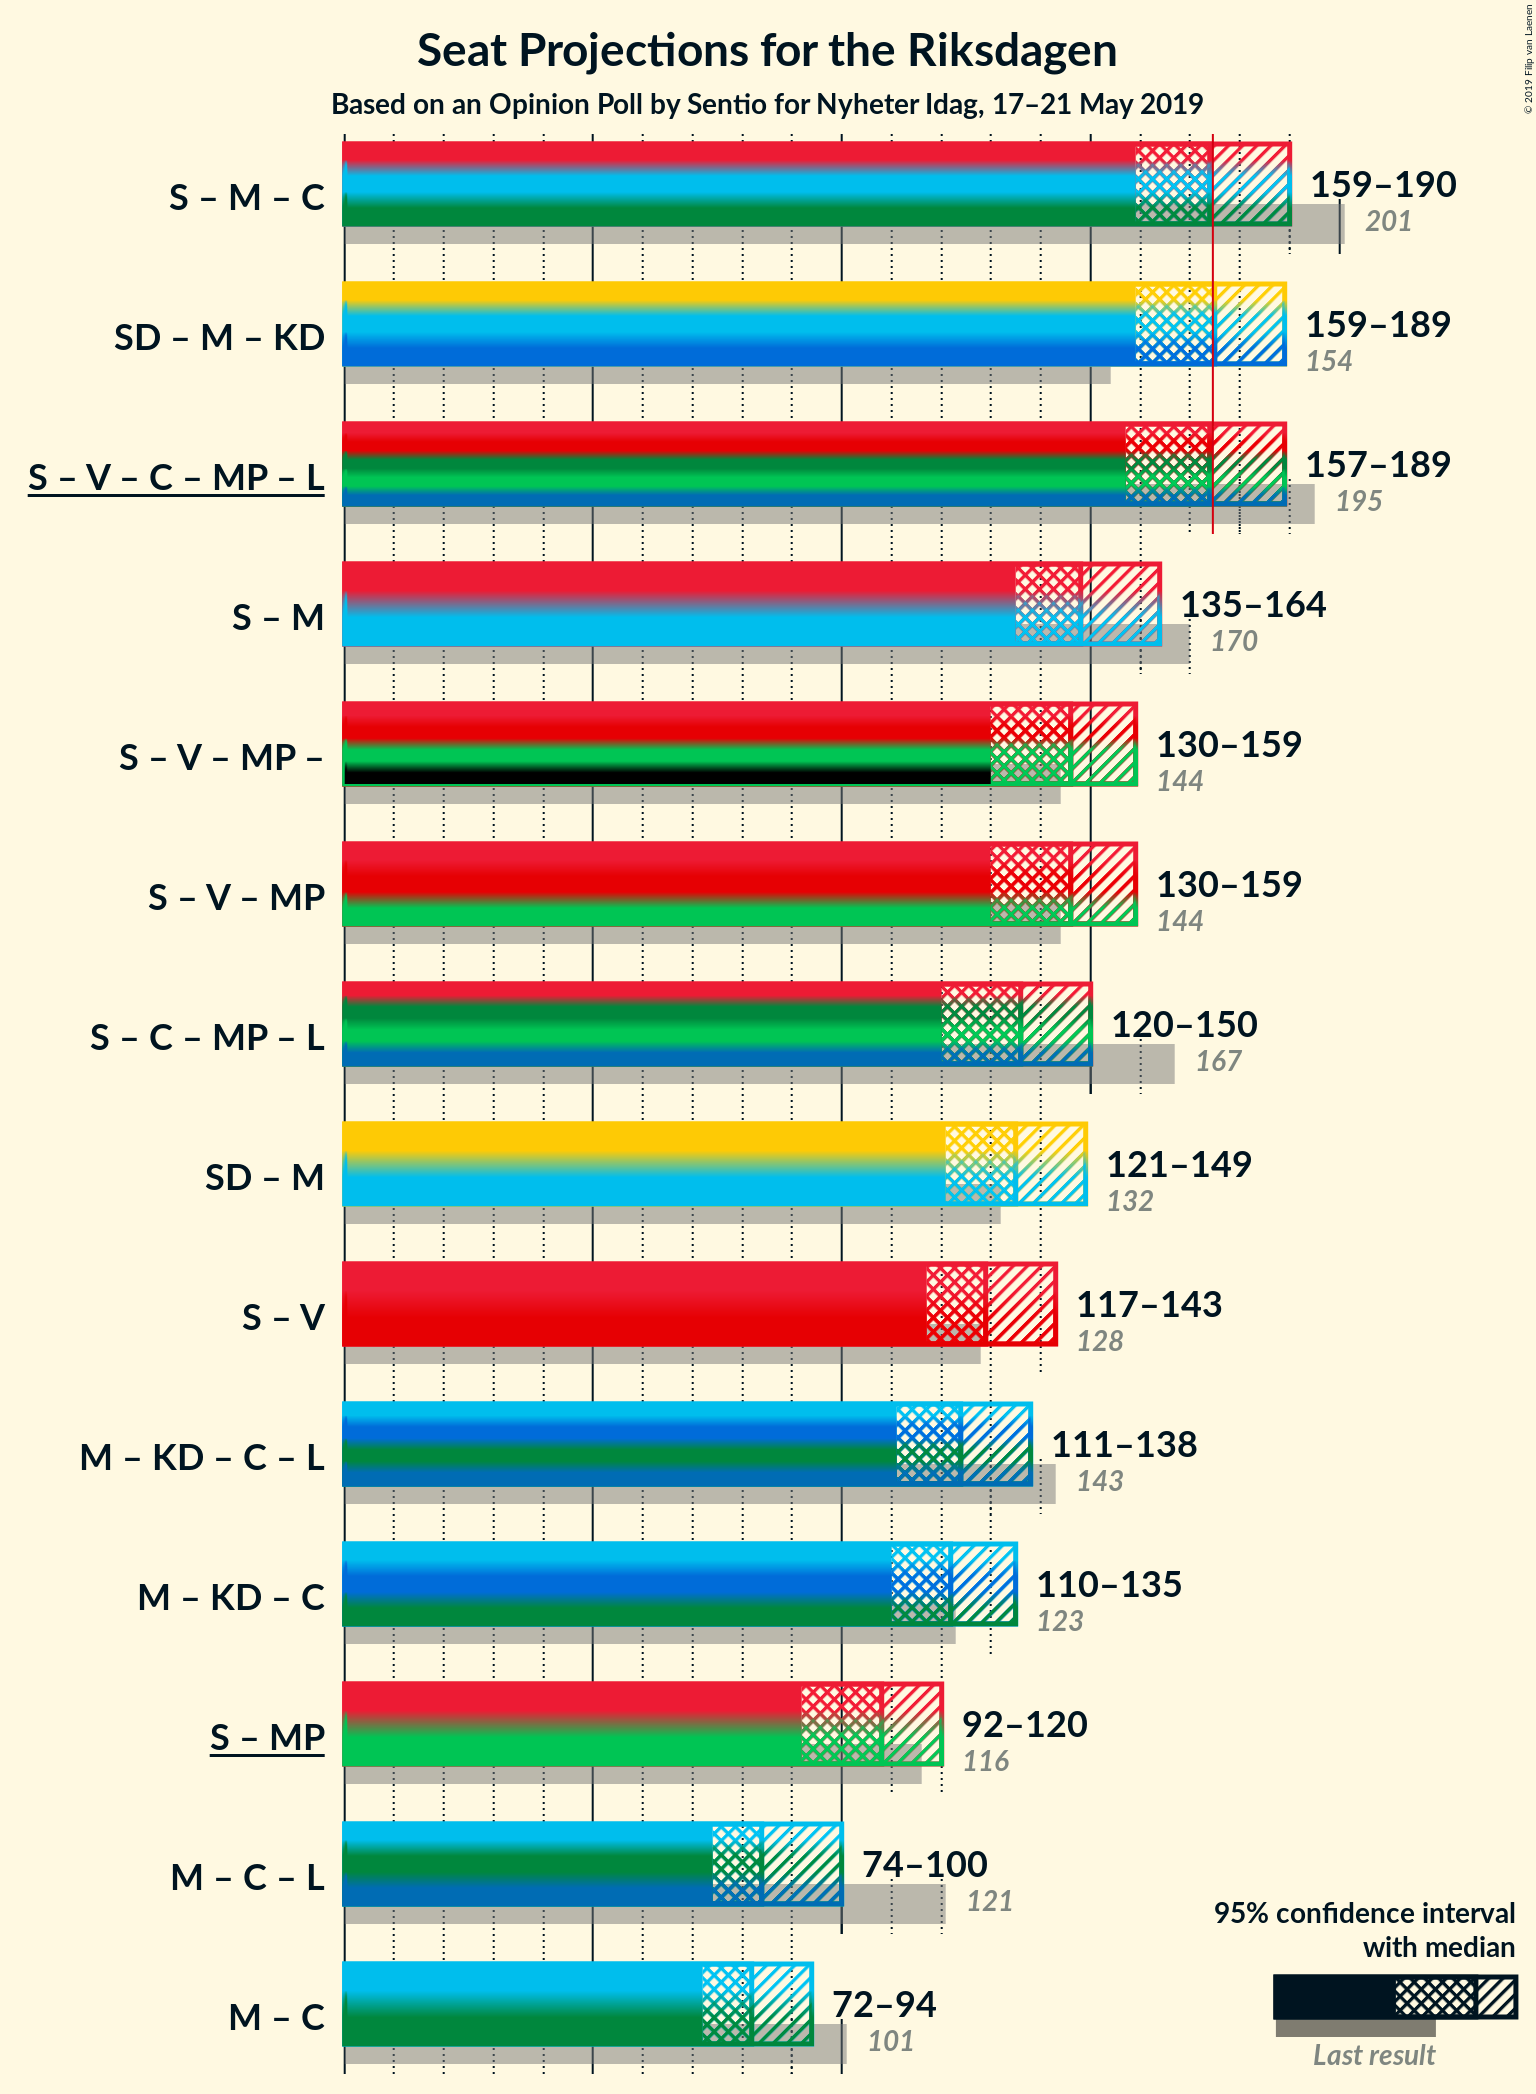 © 2019 Filip van Laenen
Seat Projections for the Riksdagen
Based on an Opinion Poll by Sentio for Nyheter Idag, 17–21 May 2019
S – M – C
159–190
201
SD – M – KD
159–189
154
S – V – C – MP – L
157–189
195
S – M
135–164
170
S – V – MP –
130–159
144
S – V – MP
130–159
144
S – C – MP – L
120–150
167
SD – M
121–149
132
S – V
117–143
128
M – KD – C – L
111–138
143
M – KD – C
110–135
123
S – MP
92–120
116
M – C – L
74–100
121
M – C
72–94
101
95% confidence interval
with median
Last result